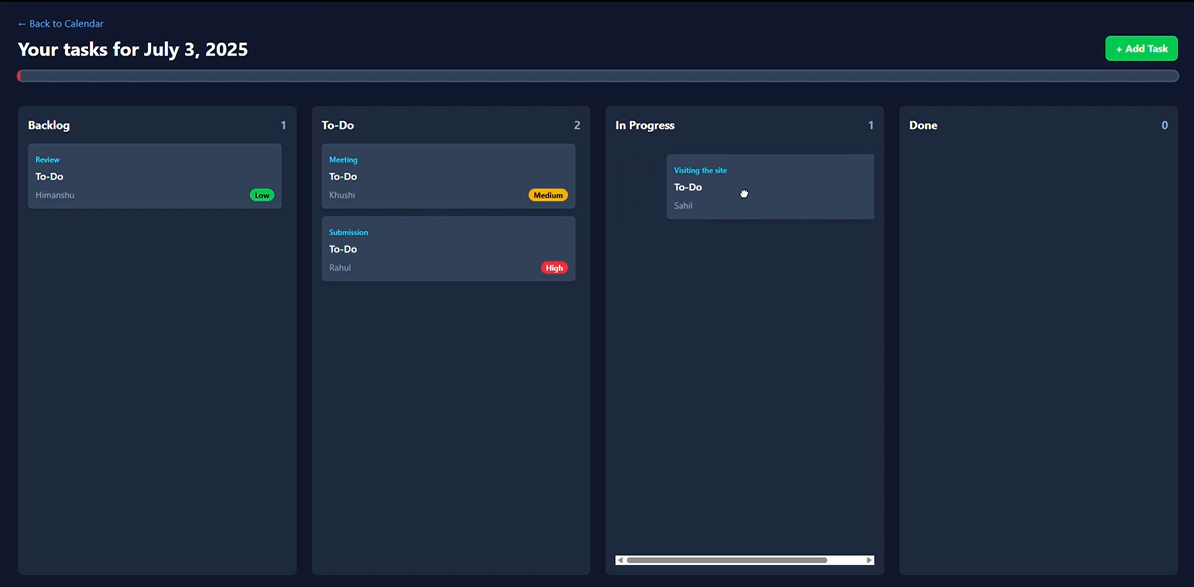 ← Back to Calendar
Your tasks for July 3, 2025
+ Add Task
Backlog 1
Review
To-Do
Himanshu Low
To-Do 2
Meeting
To-Do
Khushi Medium
Submission
To-Do
Rahul High
In Progress 1
Visiting the site
To-Do
Sahil
Done 0